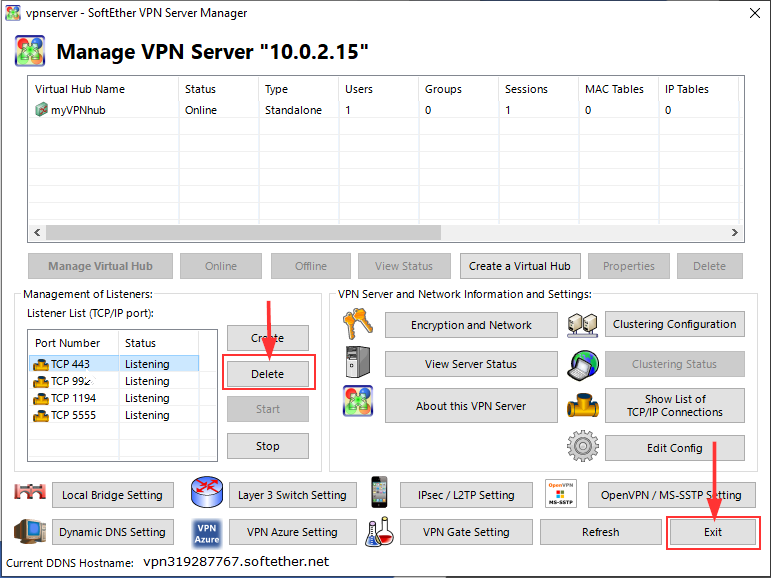 vpnserver - SoftEther VPN Server Manager
Manage VPN Server "10.0.2.15"
Virtual Hub Name Status Type Users Groups Sessions MAC Tables IP Tables
myVPNhub Online Standalone 1 0 1 0 0
Manage Virtual Hub Online Offline View Status Create a Virtual Hub Properties Delete
Management of Listeners:
Listener List (TCP/IP port):
Port Number Status
TCP 443 Listening
TCP 992 Listening
TCP 1194 Listening
TCP 5555 Listening
Create
Delete
Start
Stop
VPN Server and Network Information and Settings:
Encryption and Network Clustering Configuration
View Server Status Clustering Status
About this VPN Server Show List of
TCP/IP Connections
Edit Config
Local Bridge Setting Layer 3 Switch Setting IPsec / L2TP Setting OpenVPN MS-SSTP OpenVPN / MS-SSTP Setting
Dynamic DNS Setting VPN Azure VPN Azure Setting VPN Gate Setting Refresh Exit
Current DDNS Hostname: vpn319287767.softether.net